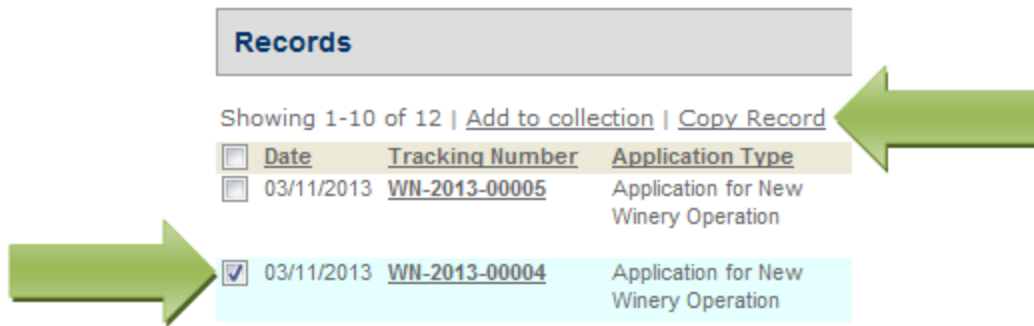 Records
Showing 1-10 of 12 | Add to collection | Copy Record
Date Tracking Number Application Type
03/11/2013 WN-2013-00005 Application for New
Winery Operation
03/11/2013 WN-2013-00004 Application for New
Winery Operation